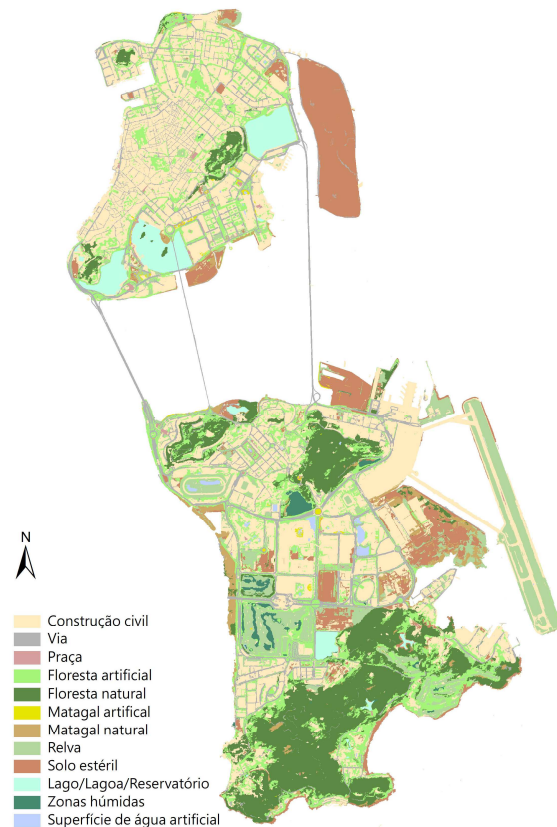 N
Construção civil
Via
Praça
Floresta artificial
Floresta natural
Matagal artifical
Matagal natural
Relva
Solo estéril
Lago/Lagoa/Reservatório
Zonas húmidas
Superfície de água artificial